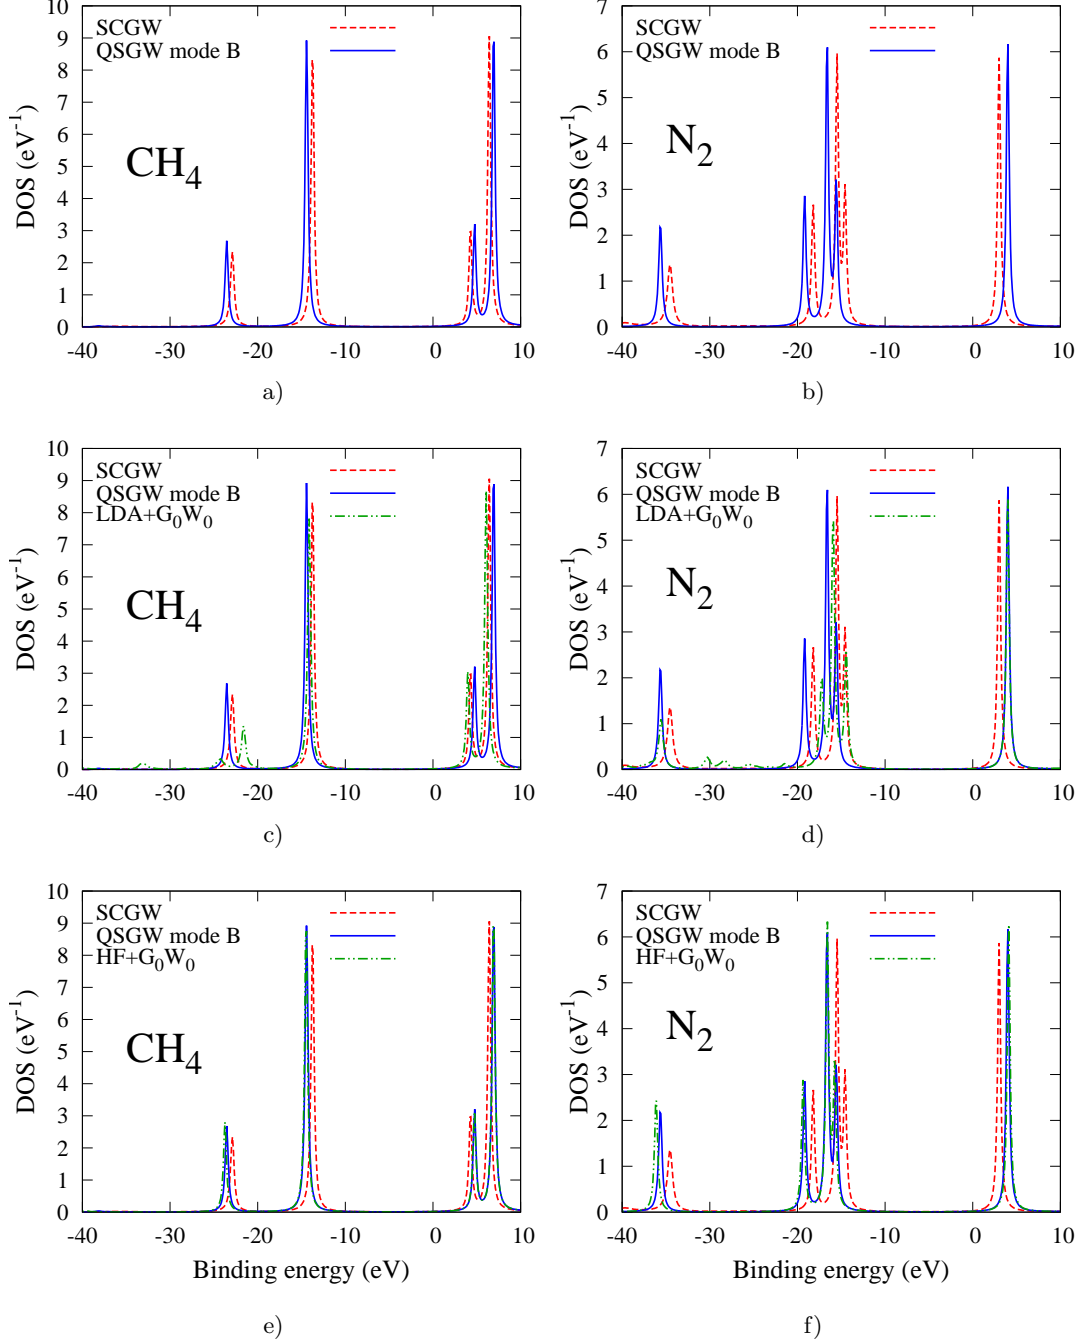 SCGW
QSGW mode B
CH4
DOS (eV-1)
0 1 2 3 4 5 6 7 8 9 10
-40 -30 -20 -10 0 10
a)
SCGW
QSGW mode B
N2
DOS (eV-1)
0 1 2 3 4 5 6 7
-40 -30 -20 -10 0 10
b)
SCGW
QSGW mode B
LDA+G0W0
CH4
DOS (eV-1)
0 1 2 3 4 5 6 7 8 9 10
-40 -30 -20 -10 0 10
c)
SCGW
QSGW mode B
LDA+G0W0
N2
DOS (eV-1)
0 1 2 3 4 5 6 7
-40 -30 -20 -10 0 10
d)
SCGW
QSGW mode B
HF+G0W0
CH4
DOS (eV-1)
0 1 2 3 4 5 6 7 8 9 10
-40 -30 -20 -10 0 10
Binding energy (eV)
e)
SCGW
QSGW mode B
HF+G0W0
N2
DOS (eV-1)
0 1 2 3 4 5 6 7
-40 -30 -20 -10 0 10
Binding energy (eV)
f)